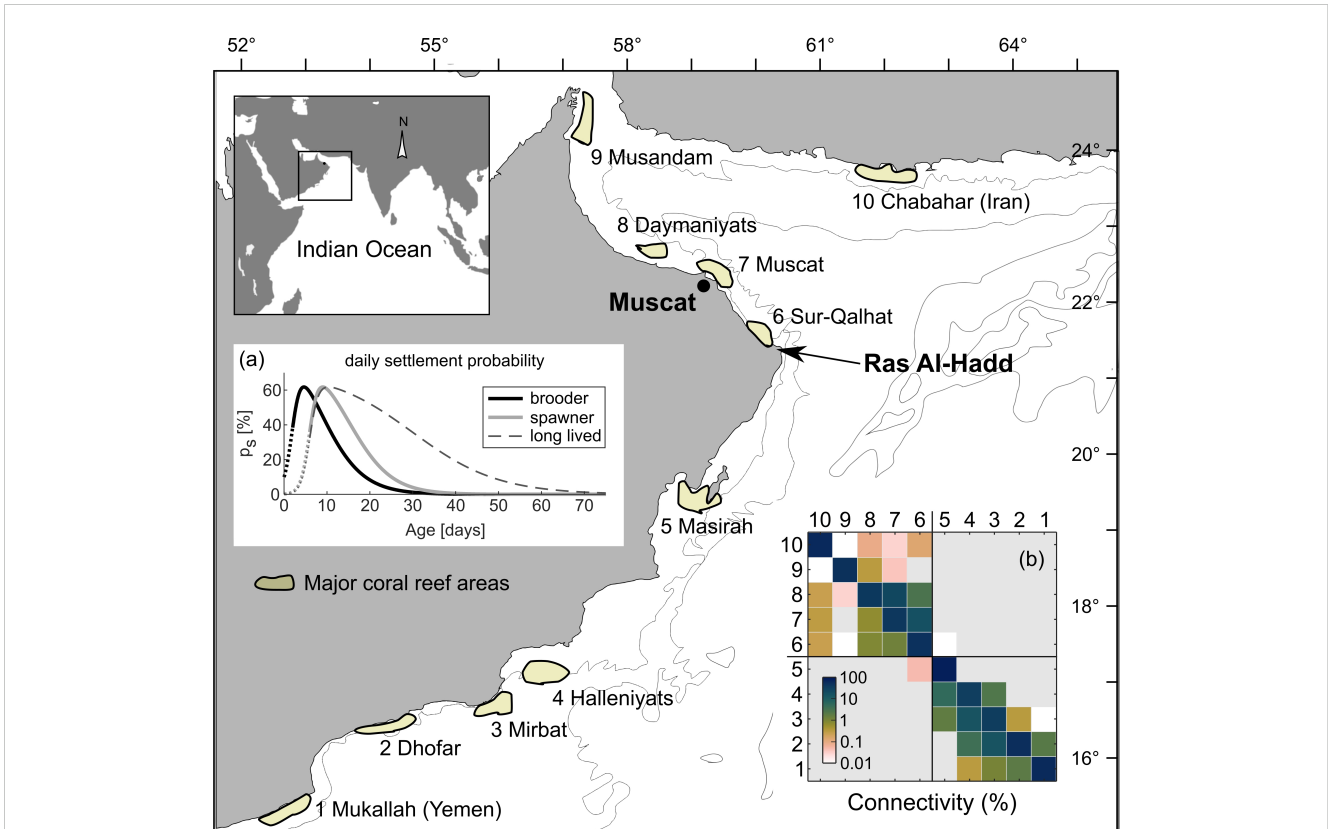 52° 55° 58° 61° 64°
N
Indian Ocean
9 Musandam
24°
10 Chabahar (Iran)
8 Daymaniyats
7 Muscat
Muscat
22°
6 Sur-Qalhat
Ras Al-Hadd
(a) daily settlement probability
60
40
20
0
pS [%]
brooder
spawner
long lived
0 10 20 30 40 50 60 70
Age [days]
20°
5 Masirah
Major coral reef areas
10 9 8 7 6 5 4 3 2 1
(b)
10
9
8
7
6
5
4
3
2
1
100
10
1
0.1
0.01
Connectivity (%)
18°
4 Halleniyats
3 Mirbat
2 Dhofar
16°
1 Mukallah (Yemen)